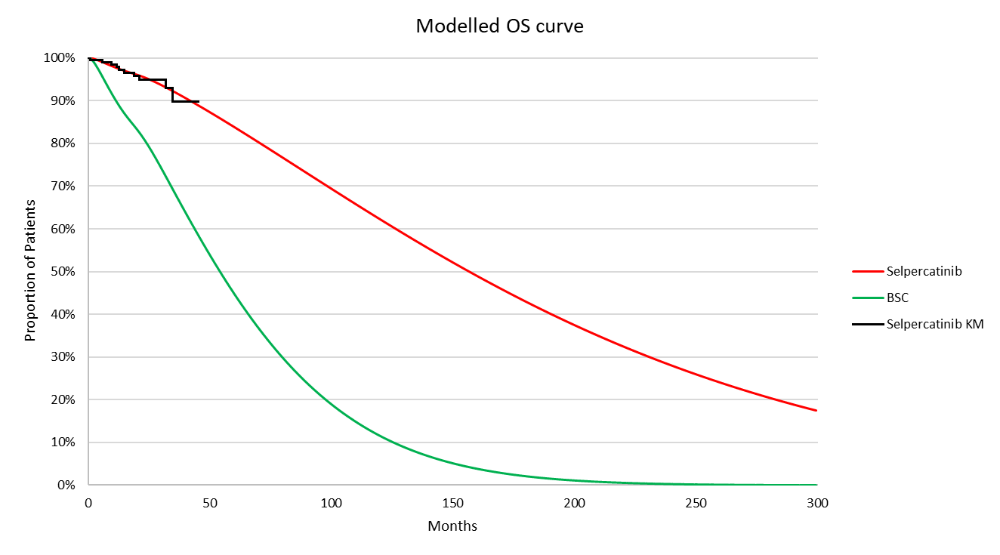 Modelled OS curve
100%
90%
80%
70%
60%
50%
40%
30%
20%
10%
0%
Proportion of Patients
0 50 100 150 200 250 300
Months
Selpercatinib
BSC
Selpercatinib KM